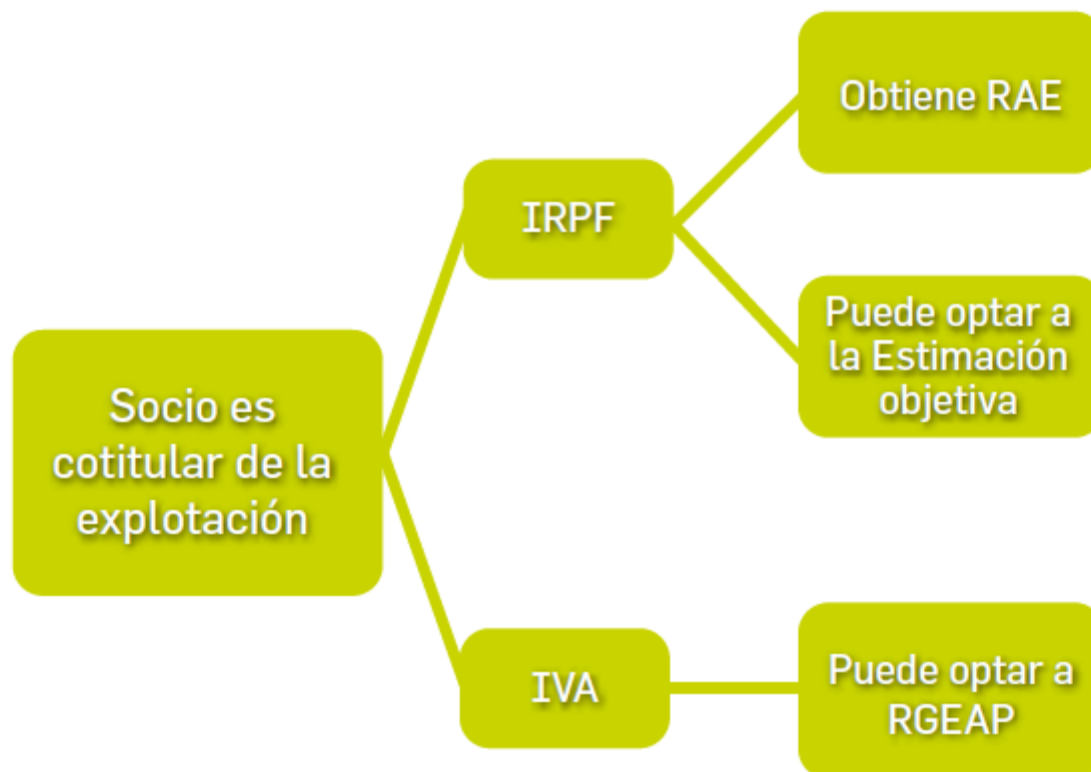 Socio es
cotitular de la
explotación
IRPF
Obtiene RAE
Puede optar a
la Estimación
objetiva
IVA
Puede optar a
RGEAP